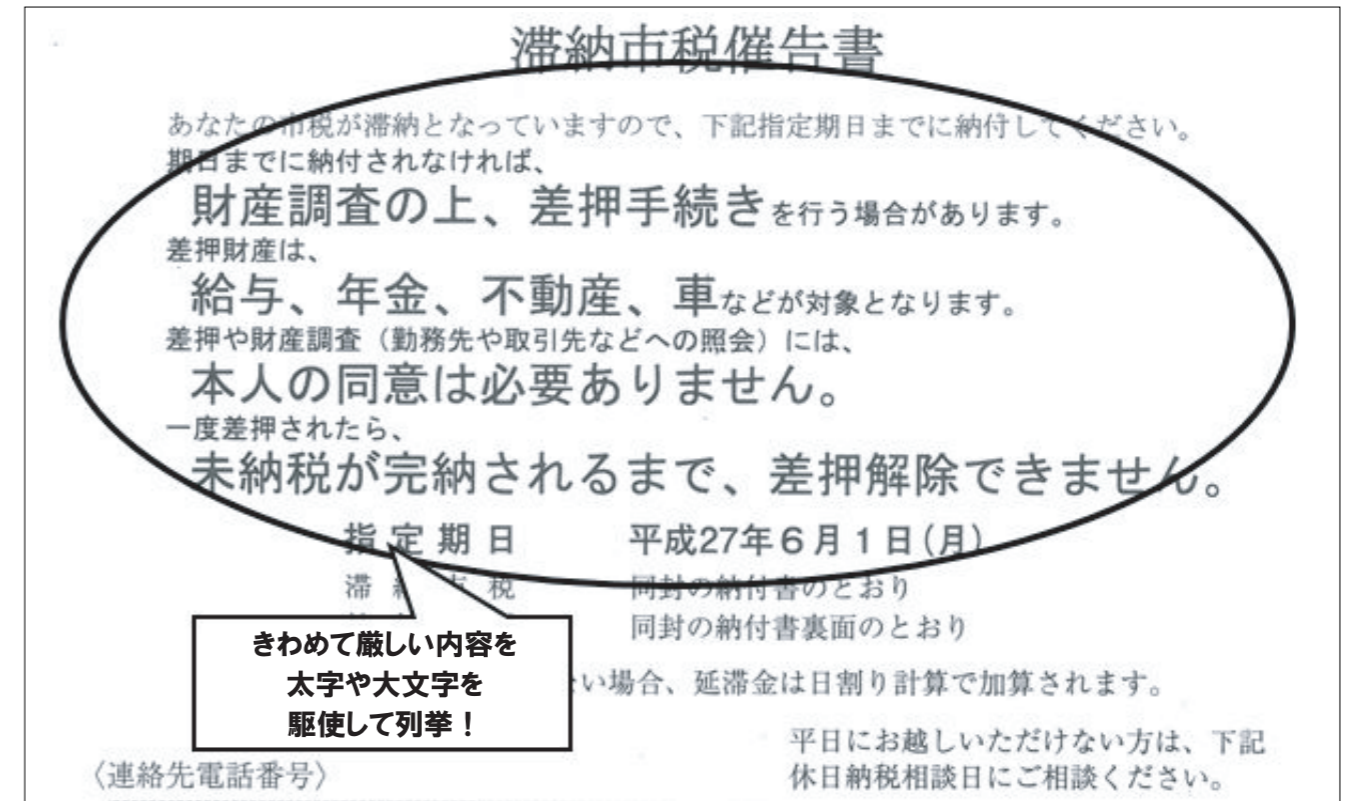 滞納市税催告書
あなたの市税が滞納となっていますので、下記指定期日までに納付してください。
期日までに納付されなければ、
財産調査の上、差押手続きを行う場合があります。
差押財産は、
給与、年金、不動産、車などが対象となります。
差押や財産調査（勤務先や取引先などへの照会）には、
本人の同意は必要ありません。
一度差押されたら、
未納税が完納されるまで、差押解除できません。
指定期日　平成27年６月１日(月)
滞納市税　同封の納付書のとおり
同封の納付書裏面のとおり
きわめて厳しい内容を
太字や大文字を
駆使して列挙！
い場合、延滞金は日割り計算で加算されます。
平日にお越しいただけない方は、下記
休日納税相談日にご相談ください。
〈連絡先電話番号〉